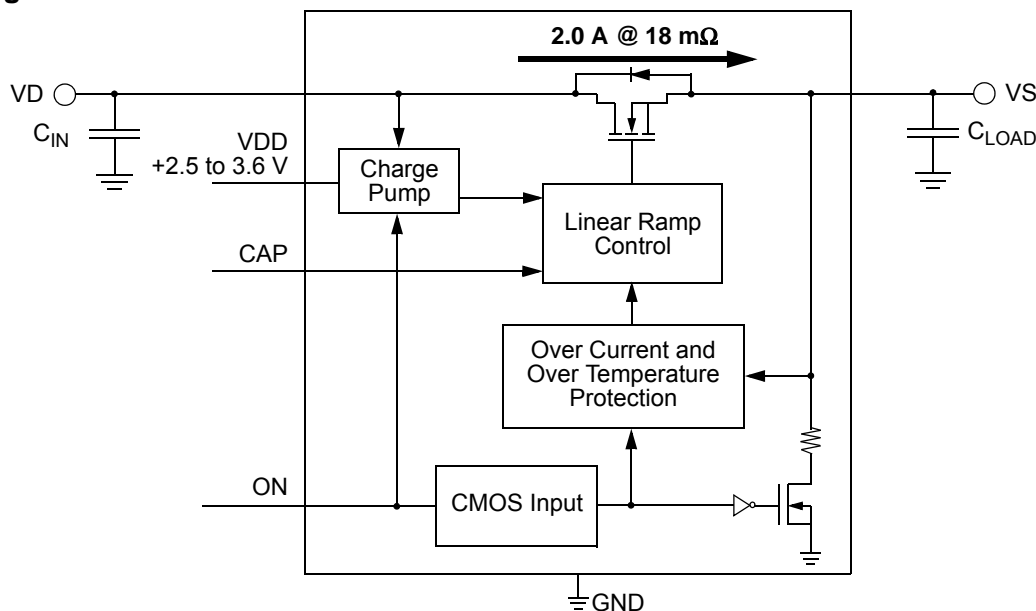 g
2.0 A @ 18 mΩ
VD
VS
CIN
CLOAD
VDD
+2.5 to 3.6 V
Charge
Pump
Linear Ramp
Control
CAP
Over Current and
Over Temperature
Protection
ON
CMOS Input
GND